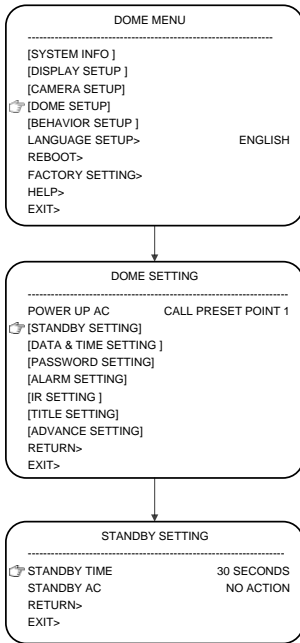 DOME MENU
[SYSTEM INFO ]
[DISPLAY SETUP ]
[CAMERA SETUP]
[DOME SETUP]
[BEHAVIOR SETUP ]
LANGUAGE SETUP> ENGLISH
REBOOT>
FACTORY SETTING>
HELP>
EXIT>
DOME SETTING
POWER UP AC CALL PRESET POINT 1
[STANDBY SETTING]
[DATA & TIME SETTING ]
[PASSWORD SETTING]
[ALARM SETTING]
[IR SETTING ]
[TITLE SETTING]
[ADVANCE SETTING]
RETURN>
EXIT>
STANDBY SETTING
STANDBY TIME 30 SECONDS
STANDBY AC NO ACTION
RETURN>
EXIT>